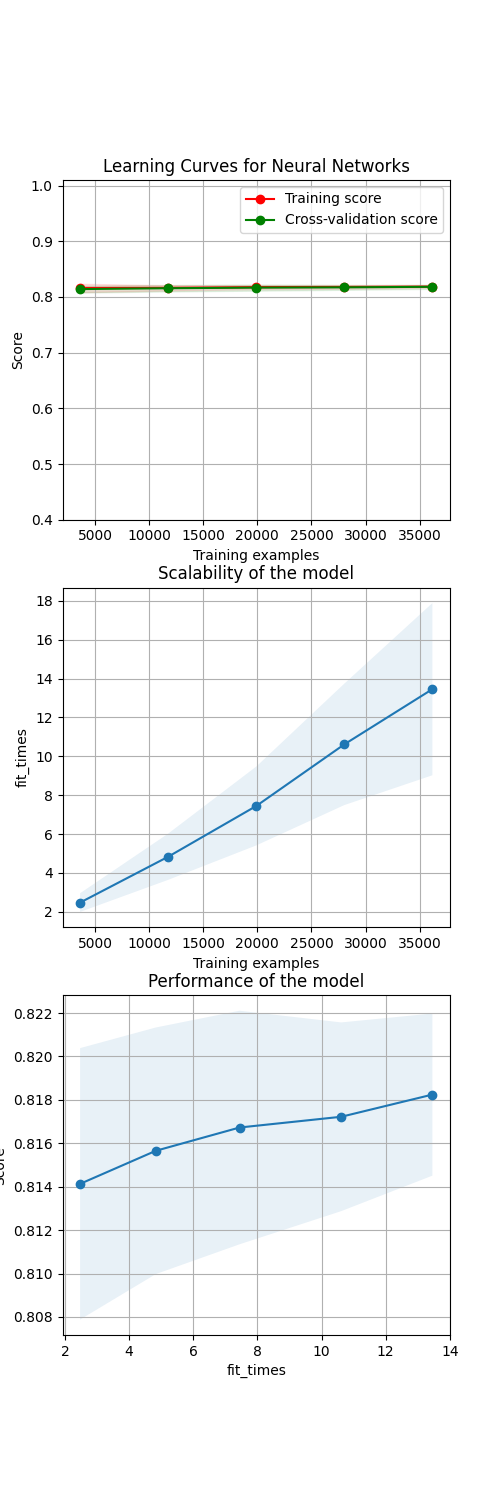 Learning Curves for Neural Networks
1.0
0.9
0.8
0.7
0.6
0.5
0.4
Score
Training score
Cross-validation score
5000 10000 15000 20000 25000 30000 35000
Training examples
Scalability of the model
18
16
14
12
10
8
6
4
2
fit_times
5000 10000 15000 20000 25000 30000 35000
Training examples
Performance of the model
0.822
0.820
0.818
0.816
0.814
0.812
0.810
0.808
Score
2 4 6 8 10 12 14
fit_times